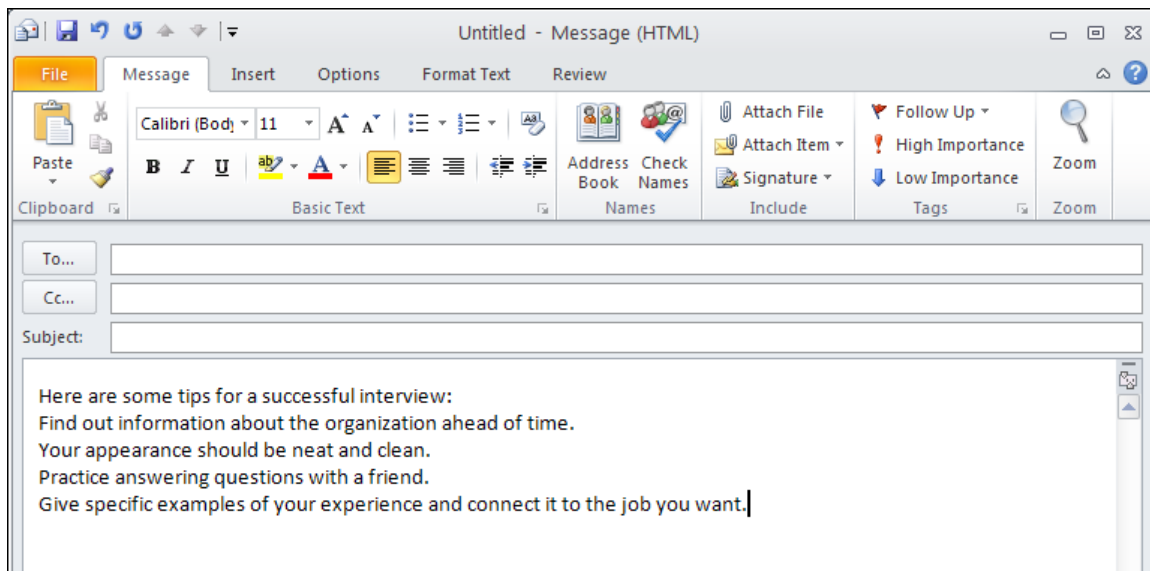 Untitled - Message (HTML)
File Message Insert Options Format Text Review
Paste
Clipboard
Calibri (Body 11
B I U
Basic Text
Address Book
Check Names
Names
Attach File
Attach Item
Signature
Include
Follow Up
High Importance
Low Importance
Tags
Zoom
Zoom
To...
Cc...
Subject:
Here are some tips for a successful interview:
Find out information about the organization ahead of time.
Your appearance should be neat and clean.
Practice answering questions with a friend.
Give specific examples of your experience and connect it to the job you want.